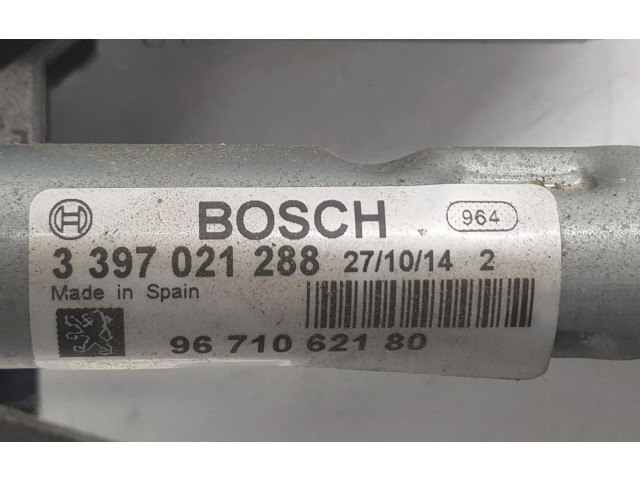 BOSCH 964
3 397 021 288 27/10/14 2
Made in Spain
96 710 621 80